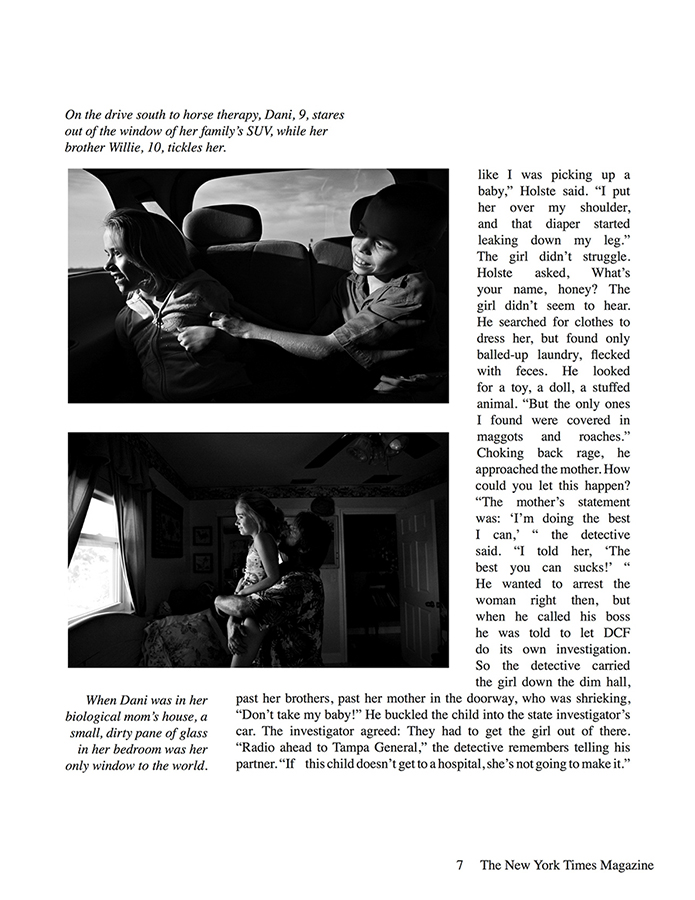 On the drive south to horse therapy, Dani, 9, stares
out of the window of her family’s SUV, while her
brother Willie, 10, tickles her.
like I was picking up a
baby,” Holste said. “I put
her over my shoulder,
and that diaper started
leaking down my leg.”
The girl didn’t struggle.
Holste asked, What’s
your name, honey? The
girl didn’t seem to hear.
He searched for clothes to
dress her, but found only
balled-up laundry, flecked
with feces. He looked
for a toy, a doll, a stuffed
animal. “But the only ones
I found were covered in
maggots and roaches.”
Choking back rage, he
approached the mother. How
could you let this happen?
“The mother’s statement
was: ‘I’m doing the best
I can,’ “ the detective
said. “I told her, ‘The
best you can sucks!’ “
He wanted to arrest the
woman right then, but
when he called his boss
he was told to let DCF
do its own investigation.
So the detective carried
the girl down the dim hall,
past her brothers, past her mother in the doorway, who was shrieking,
“Don’t take my baby!” He buckled the child into the state investigator’s
car. The investigator agreed: They had to get the girl out of there.
“Radio ahead to Tampa General,” the detective remembers telling his
partner. “If this child doesn’t get to a hospital, she’s not going to make it.”
When Dani was in her
biological mom’s house, a
small, dirty pane of glass
in her bedroom was her
only window to the world.
7 The New York Times Magazine